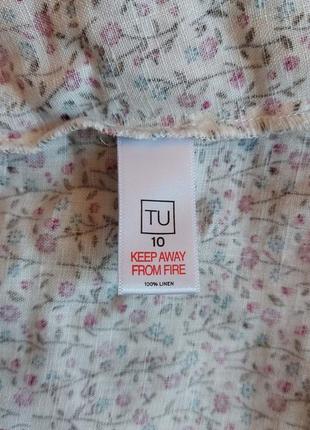 TU
10
KEEP AWAY
FROM FIRE
100% LINEN